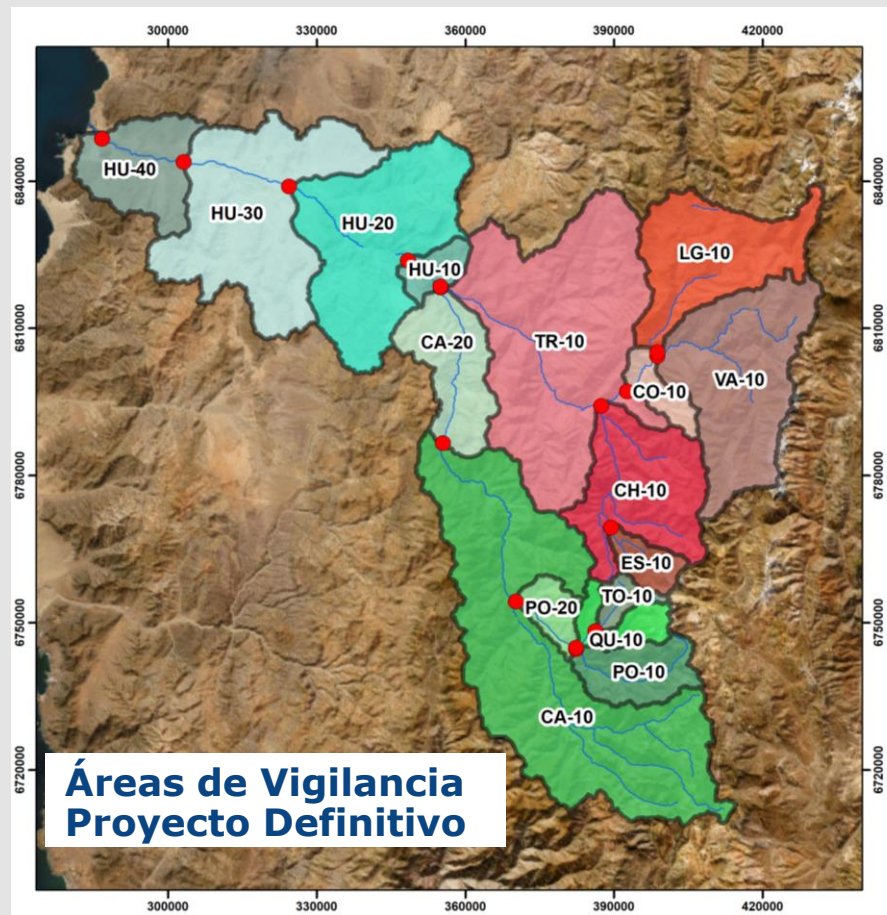 300000 330000 360000 390000 420000
6840000 6840000
6810000 6810000
6780000 6780000
6750000 6750000
6720000 6720000
HU-40
HU-30
HU-20
LG-10
HU-10
CA-20
TR-10
VA-10
CO-10
CH-10
ES-10
TO-10
PO-20
QU-10
PO-10
CA-10
Áreas de Vigilancia
Proyecto Definitivo
300000 330000 360000 390000 420000